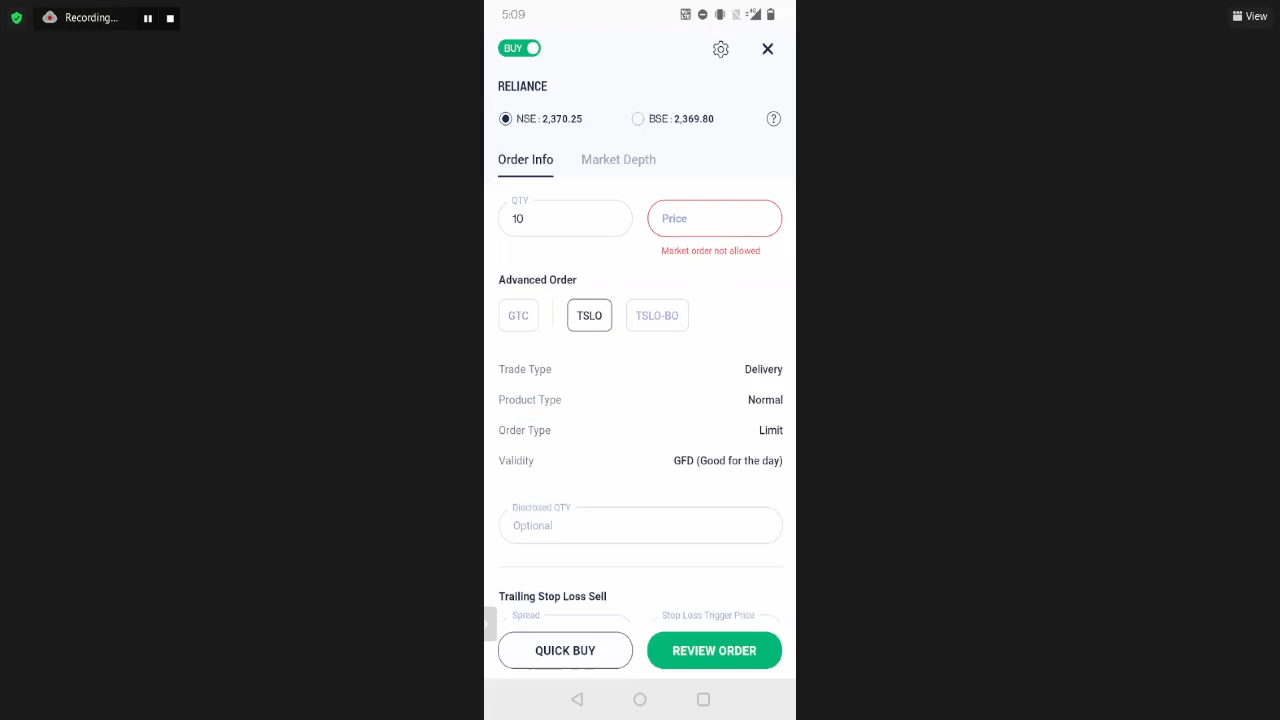 Recording...
View
5:09
BUY
RELIANCE
NSE : 2,370.25
BSE : 2,369.80
?
Order Info
Market Depth
QTY
10
Price
Market order not allowed
Advanced Order
GTC
TSLO
TSLO-BO
Trade Type
Delivery
Product Type
Normal
Order Type
Limit
Validity
GFD (Good for the day)
Disclosed QTY
Optional
Trailing Stop Loss Sell
Spread
Stop Loss Trigger Price
QUICK BUY
REVIEW ORDER